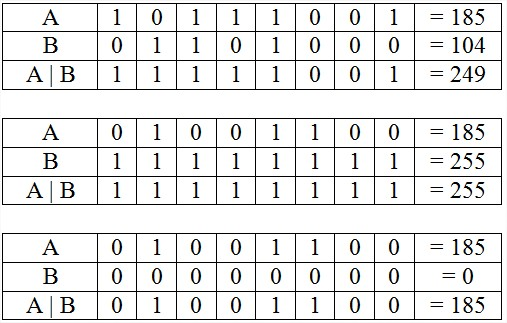 A 1 0 1 1 1 0 0 1 = 185
B 0 1 1 0 1 0 0 0 = 104
A | B 1 1 1 1 1 0 0 1 = 249
A 0 1 0 0 1 1 0 0 = 185
B 1 1 1 1 1 1 1 1 = 255
A | B 1 1 1 1 1 1 1 1 = 255
A 0 1 0 0 1 1 0 0 = 185
B 0 0 0 0 0 0 0 0 = 0
A | B 0 1 0 0 1 1 0 0 = 185